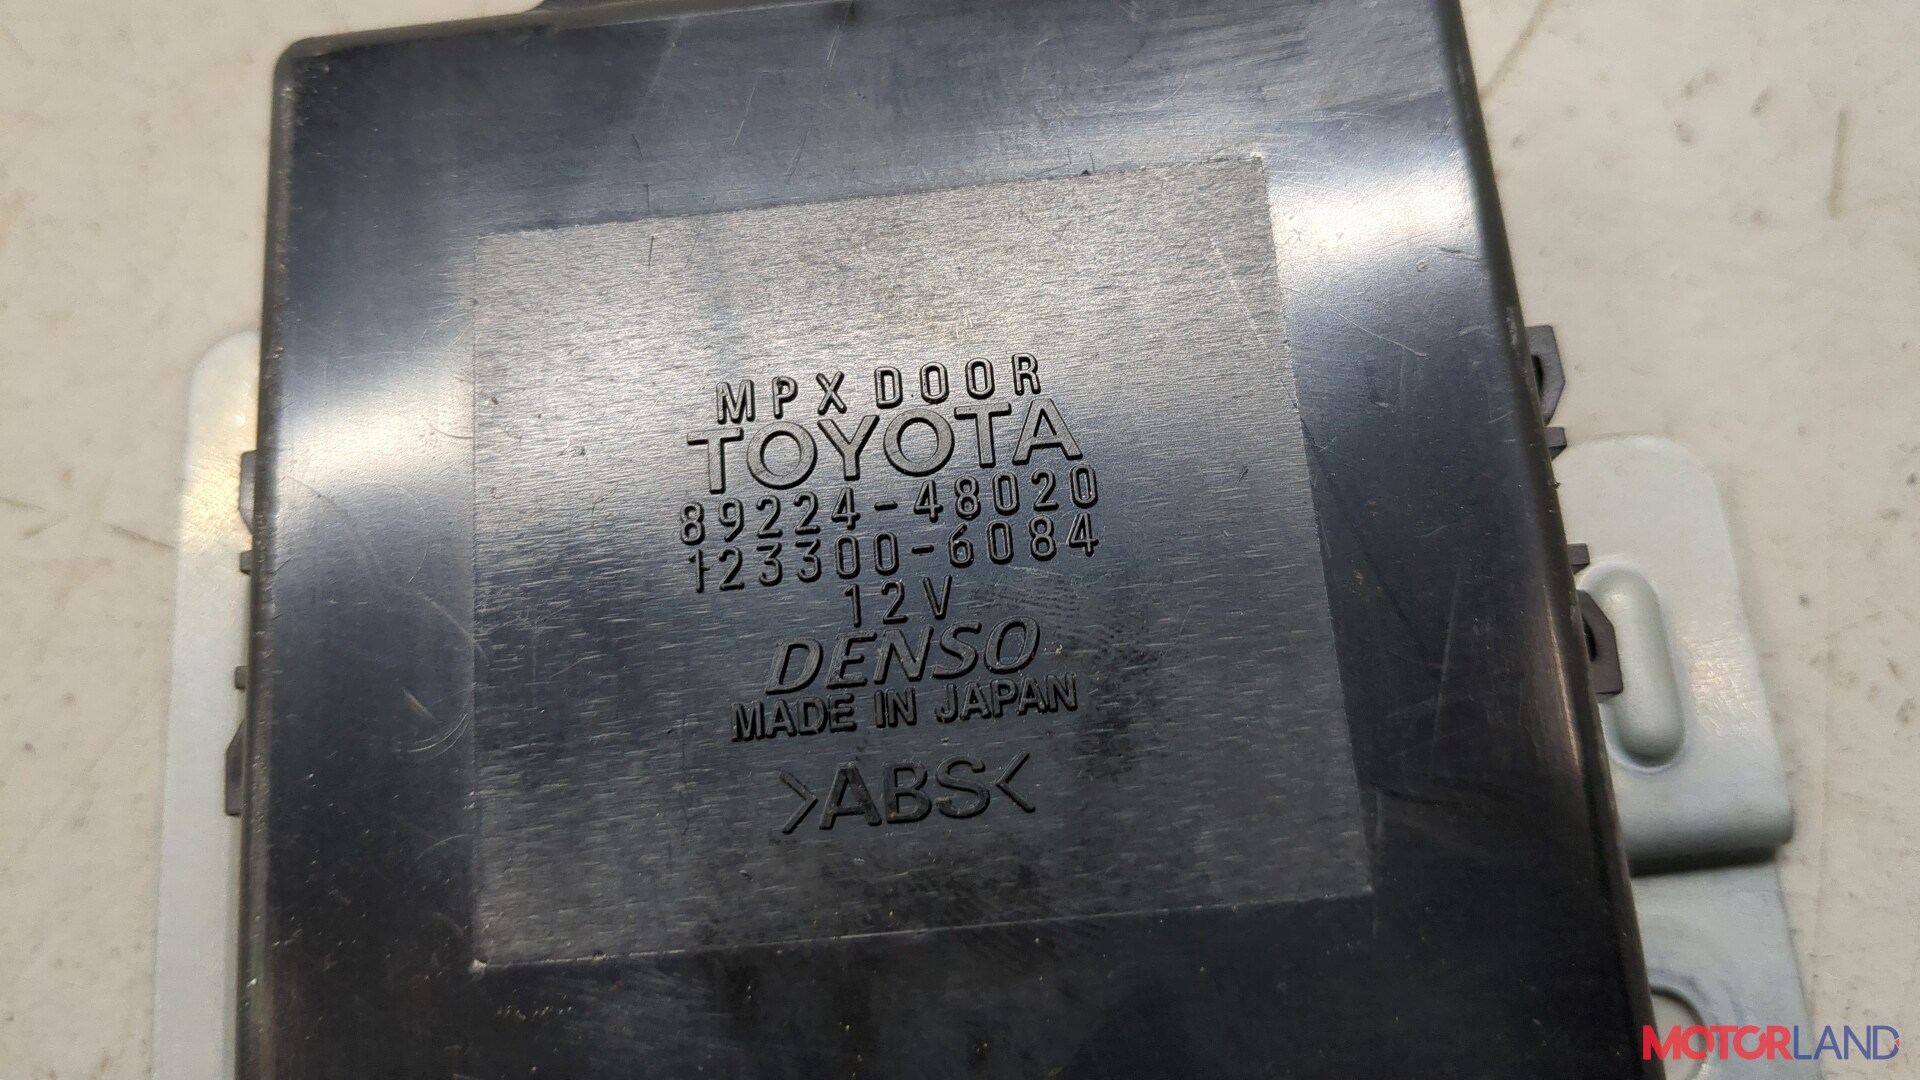 MPX DOOR
TOYOTA
89224-48020
123300-6084
12V
DENSO
MADE IN JAPAN
>ABS<
MOTORLAND